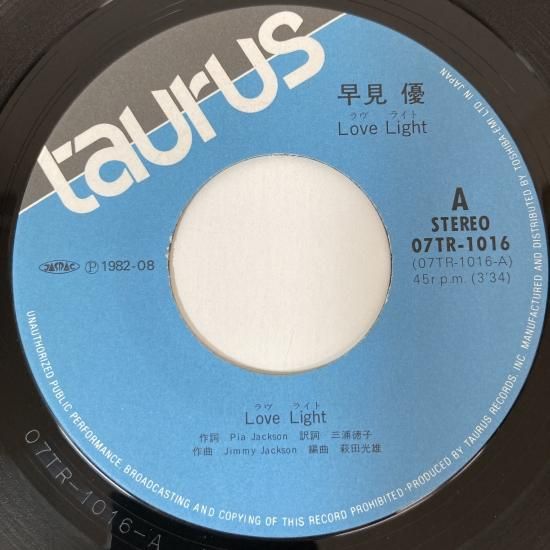 taurus
早見 優
ラヴ ライト
Love Light
A
STEREO
07TR-1016
(07TR-1016-A)
45r.p.m. (3'34)
JASRAC Ⓟ 1982-08
ラヴ ライト
Love Light
作詞 Pia Jackson 訳詞 三浦徳子
作曲 Jimmy Jackson 編曲 萩田光雄
UNAUTHORIZED PUBLIC PERFORMANCE, BROADCASTING AND COPYING OF THIS RECORD PROHIBITED·PRODUCED BY TAURUS RECORDS, INC. MANUFACTURED AND DISTRIBUTED BY TOSHIBA-EMI LTD IN JAPAN
07TR-1016-A